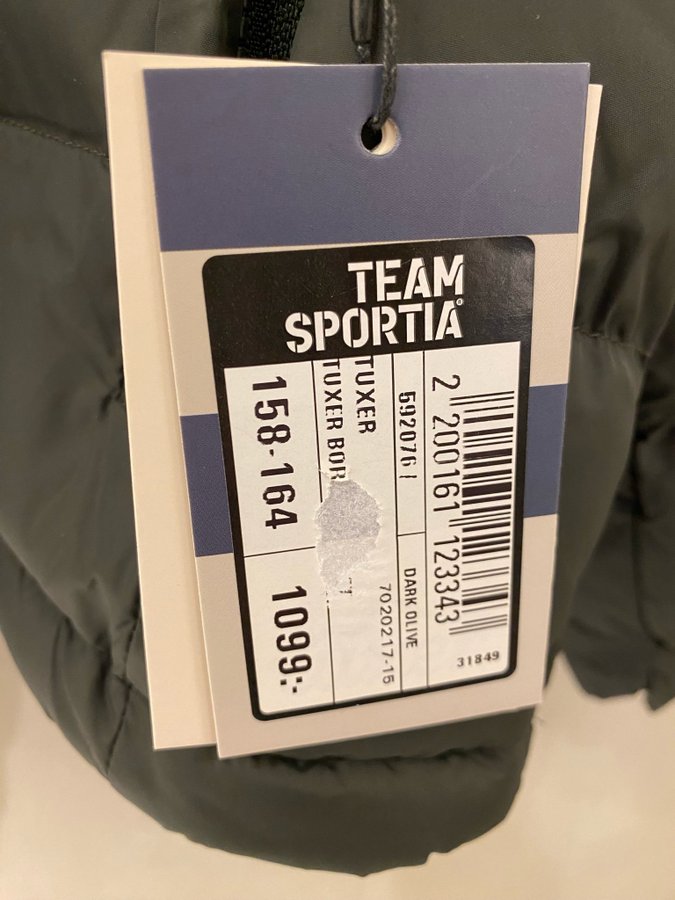 TEAM
SPORTIA
2 200161 123343
31849
592076/
DARK OLIVE
TUXER
7020217-15
TUXER BOR
158-164
1099:-